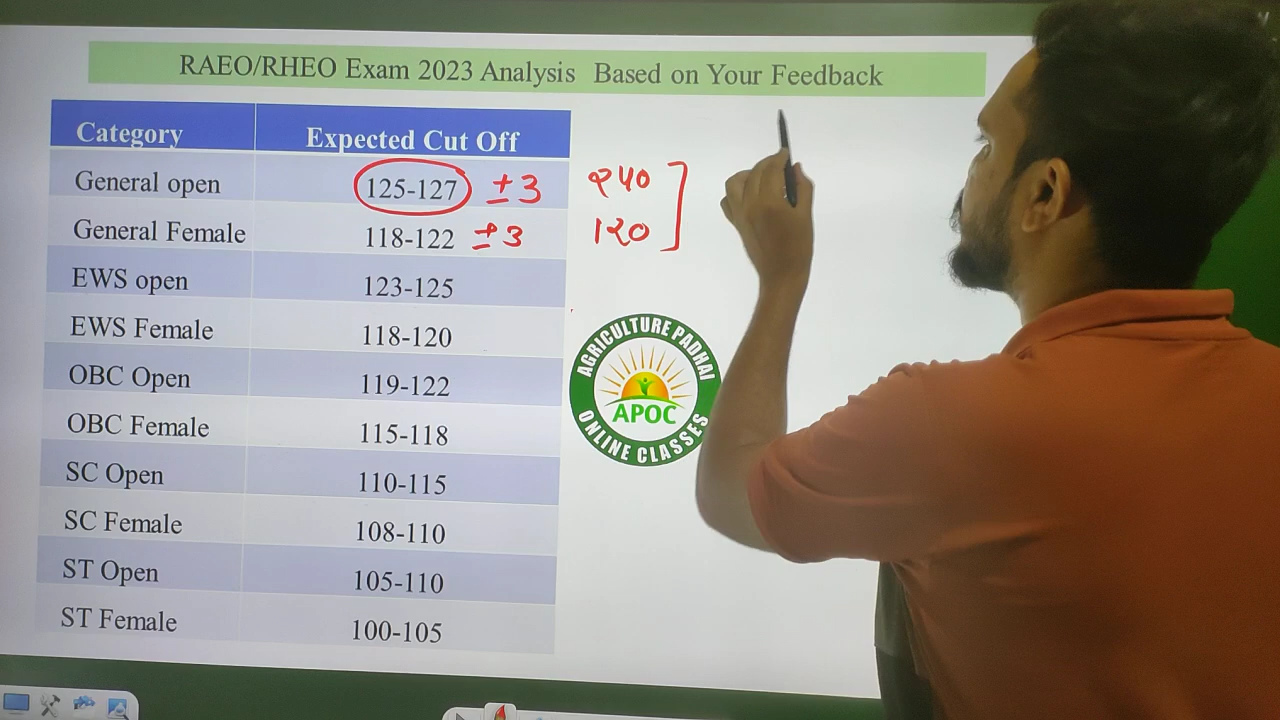 RAEO/RHEO Exam 2023 Analysis Based on Your Feedback
Category Expected Cut Off
General open 125-127 ±3 240
General Female 118-122 ±3 120
EWS open 123-125
EWS Female 118-120
OBC Open 119-122
OBC Female 115-118
SC Open 110-115
SC Female 108-110
ST Open 105-110
ST Female 100-105
AGRICULTURE PADHAI
APOC
ONLINE CLASSES